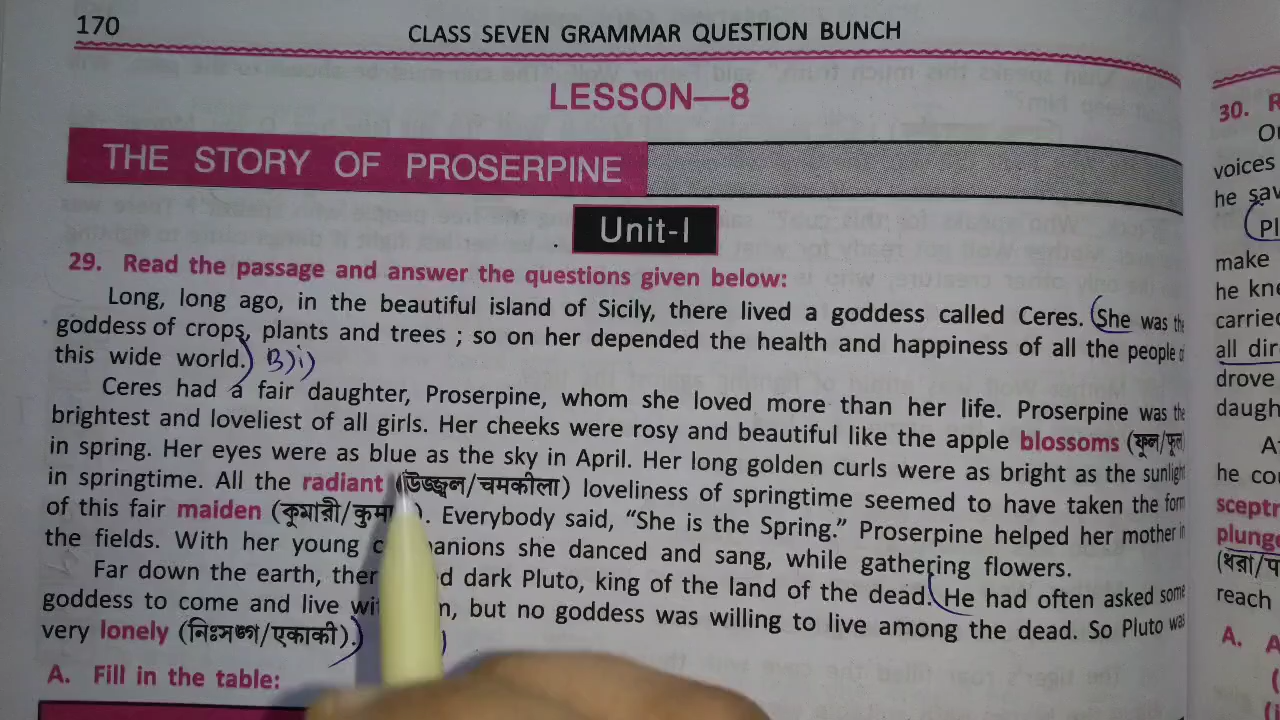 170
CLASS SEVEN GRAMMAR QUESTION BUNCH
LESSON—8
THE STORY OF PROSERPINE
Unit-I
29. Read the passage and answer the questions given below:
Long, long ago, in the beautiful island of Sicily, there lived a goddess called Ceres. She was the
goddess of crops, plants and trees ; so on her depended the health and happiness of all the people of
this wide world. B) i)
Ceres had a fair daughter, Proserpine, whom she loved more than her life. Proserpine was the
brightest and loveliest of all girls. Her cheeks were rosy and beautiful like the apple blossoms (ফুল/फूल)
in spring. Her eyes were as blue as the sky in April. Her long golden curls were as bright as the sunlight
in springtime. All the radiant (উজ্জ্বল/चमकीला) loveliness of springtime seemed to have taken the form
of this fair maiden (কুমারী/ . Everybody said, “She is the Spring.” Proserpine helped her mother in
the fields. With her young she danced and sang, while gathering flowers.
Far down the earth, dark Pluto, king of the land of the dead. He had often asked some
goddess to come and live but no goddess was willing to live among the dead. So Pluto was
very lonely (নিঃসঙ্গ/एकाकी).
A. Fill in the table:
30.
voices
he sav
Pl
make
he kne
carried
all dir
drove
daugh
he cou
sceptr
plunge
reach
A.